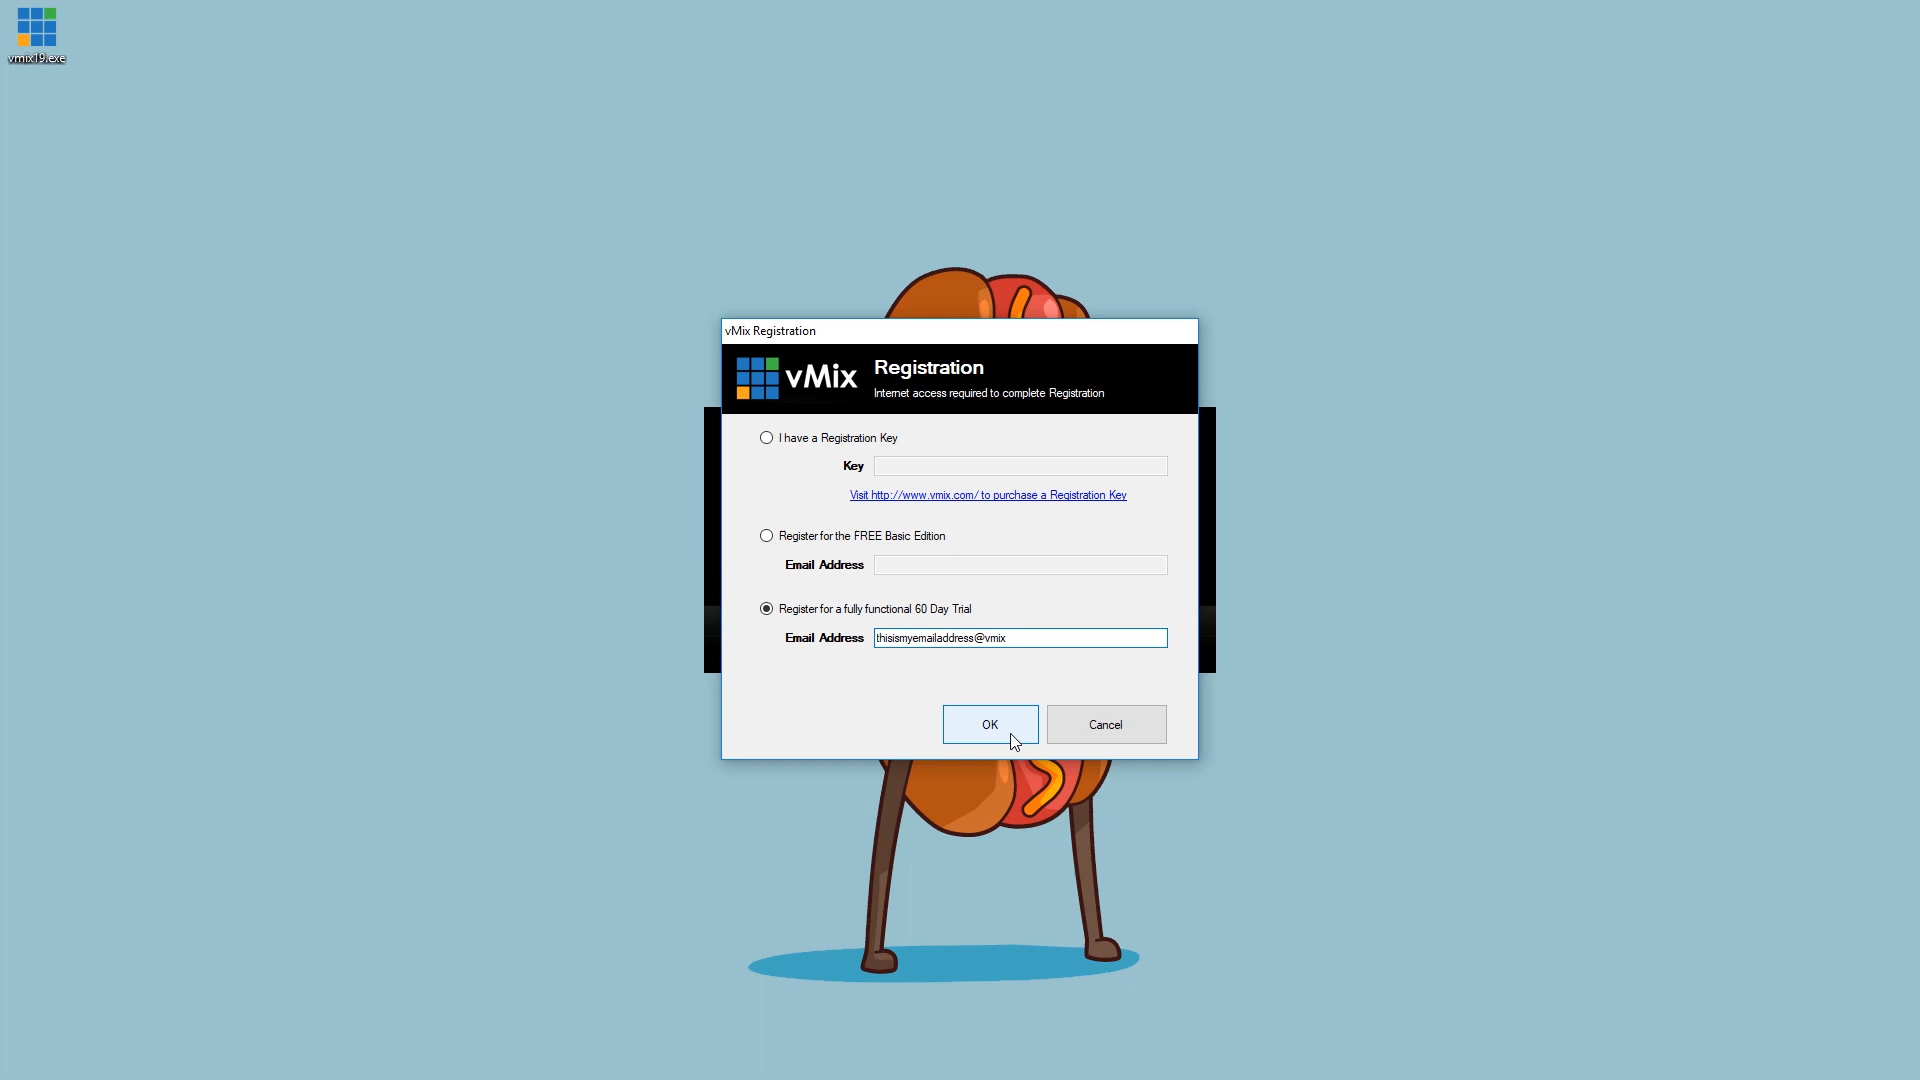 vmix19.exe
vMix Registration
vMix
Registration
Internet access required to complete Registration
I have a Registration Key
Key
Visit http://www.vmix.com/ to purchase a Registration Key
Register for the FREE Basic Edition
Email Address
Register for a fully functional 60 Day Trial
Email Address thisismyemailaddress@vmix
OK Cancel